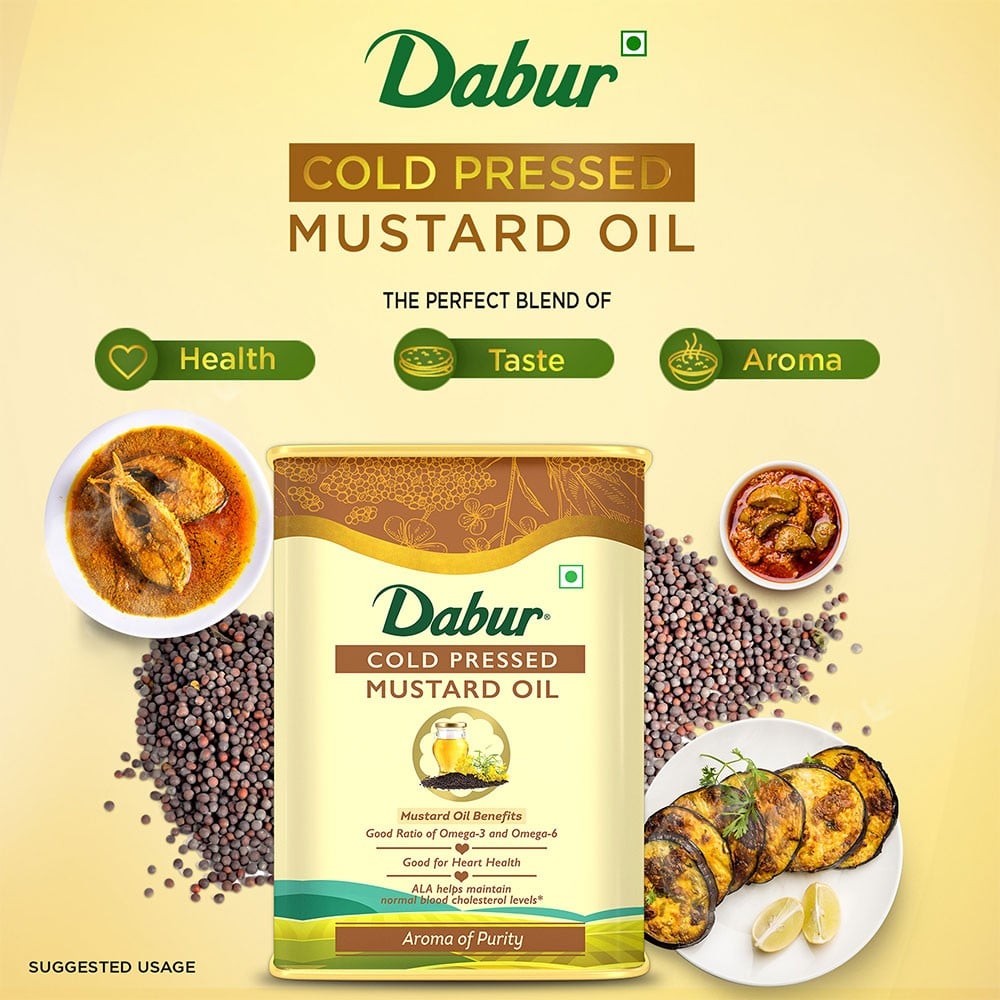 Dabur
COLD PRESSED
MUSTARD OIL
THE PERFECT BLEND OF
Health
Taste
Aroma
Dabur®
COLD PRESSED
MUSTARD OIL
Mustard Oil Benefits
Good Ratio of Omega-3 and Omega-6
Good for Heart Health
ALA helps maintain
normal blood cholesterol levels*
Aroma of Purity
SUGGESTED USAGE